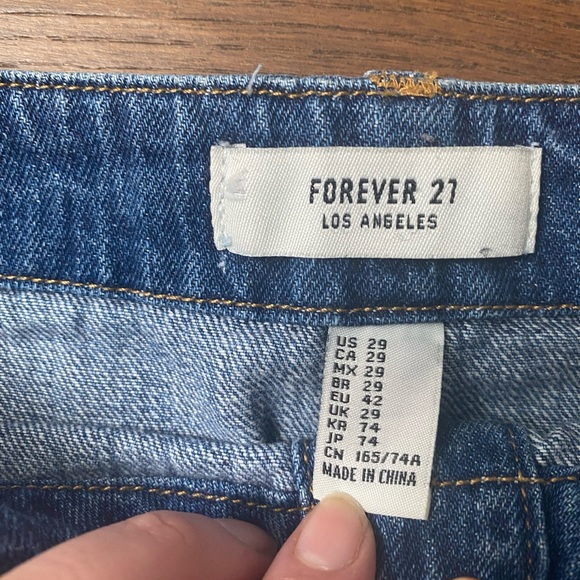 FOREVER 21
LOS ANGELES
US 29
CA 29
MX 29
BR 29
EU 42
UK 29
KR 74
JP 74
CN 165/74A
MADE IN CHINA